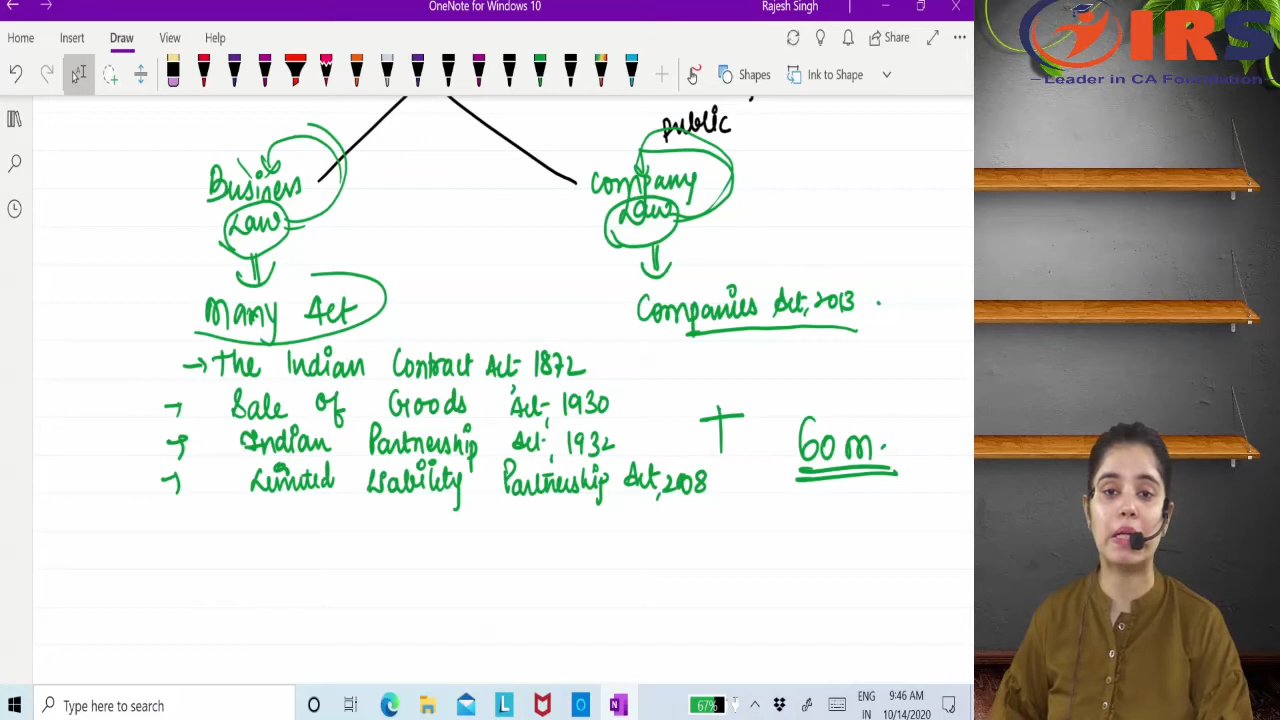 OneNote for Windows 10
Rajesh Singh
Home Insert Draw View Help
Share
Shapes
Ink to Shape
IRS
Leader in CA Foundation
public
Business
Law
Company
Law
Many Act
Companies Act, 2013
The Indian Contract Act 1872
Sale of Goods Act, 1930
Indian Partnership Act, 1932
Limited Liability Partnership Act, 2008
60 m.
Type here to search
67%
ENG
IN
9:46 AM
10/14/2020